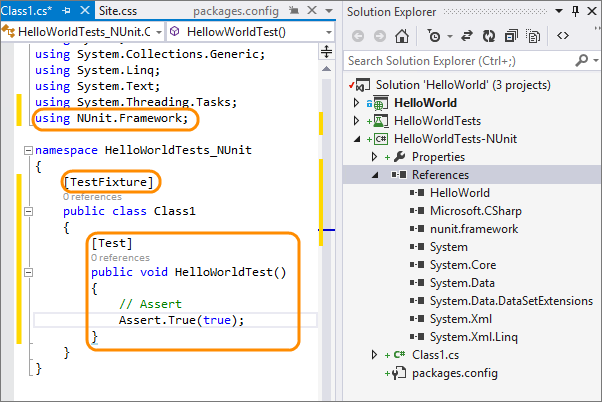 Class1.cs*
Site.css
packages.config
HelloWorldTests_NUnit.C
HellowWorldTest()
using System.Collections.Generic;
using System.Linq;
using System.Text;
using System.Threading.Tasks;
using NUnit.Framework;
namespace HelloWorldTests_NUnit
{
[TestFixture]
0 references
public class Class1
{
[Test]
0 references
public void HelloWorldTest()
{
// Assert
Assert.True(true);
}
}
}
Solution Explorer
Search Solution Explorer (Ctrl+;)
Solution 'HelloWorld' (3 projects)
HelloWorld
HelloWorldTests
HelloWorldTests-NUnit
Properties
References
HelloWorld
Microsoft.CSharp
nunit.framework
System
System.Core
System.Data
System.Data.DataSetExtensions
System.Xml
System.Xml.Linq
Class1.cs
packages.config